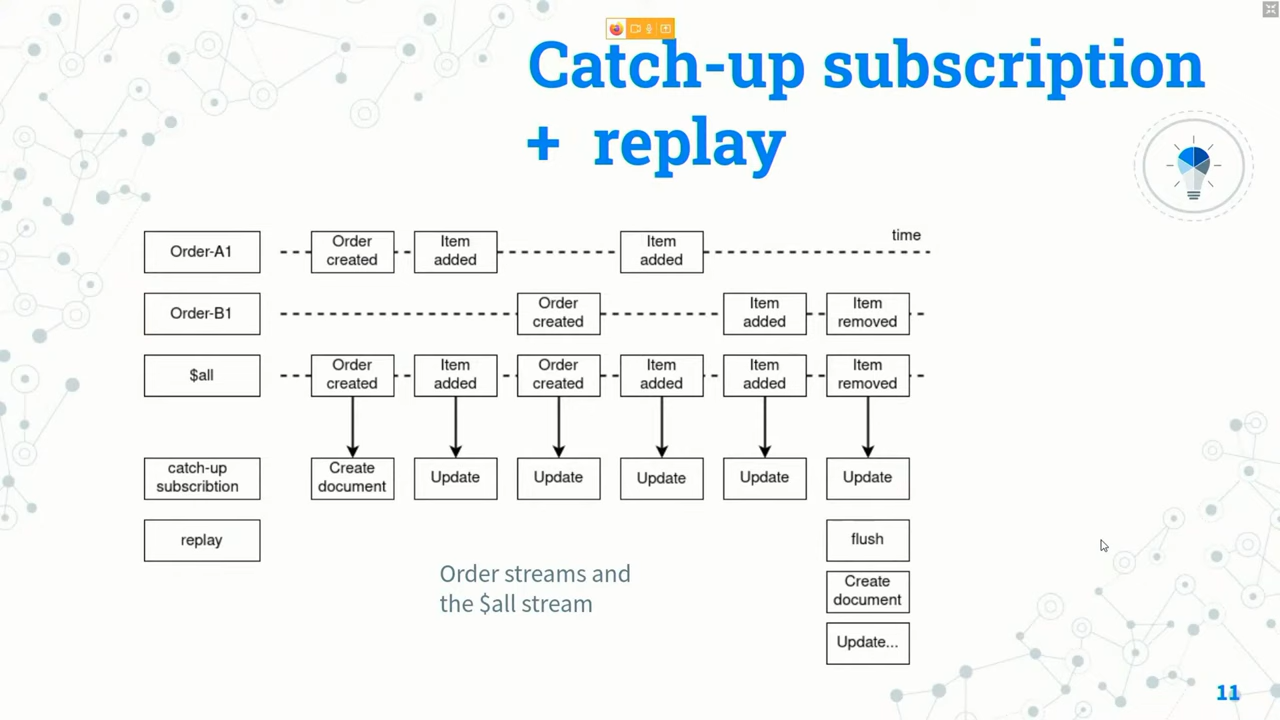 Catch-up subscription
+ replay
Order-A1
Order
created
Item
added
Item
added
time
Order-B1
Order
created
Item
added
Item
removed
$all
Order
created
Item
added
Order
created
Item
added
Item
added
Item
removed
catch-up
subscribtion
Create
document
Update
Update
Update
Update
Update
replay
flush
Create
document
Update...
Order streams and
the $all stream
11